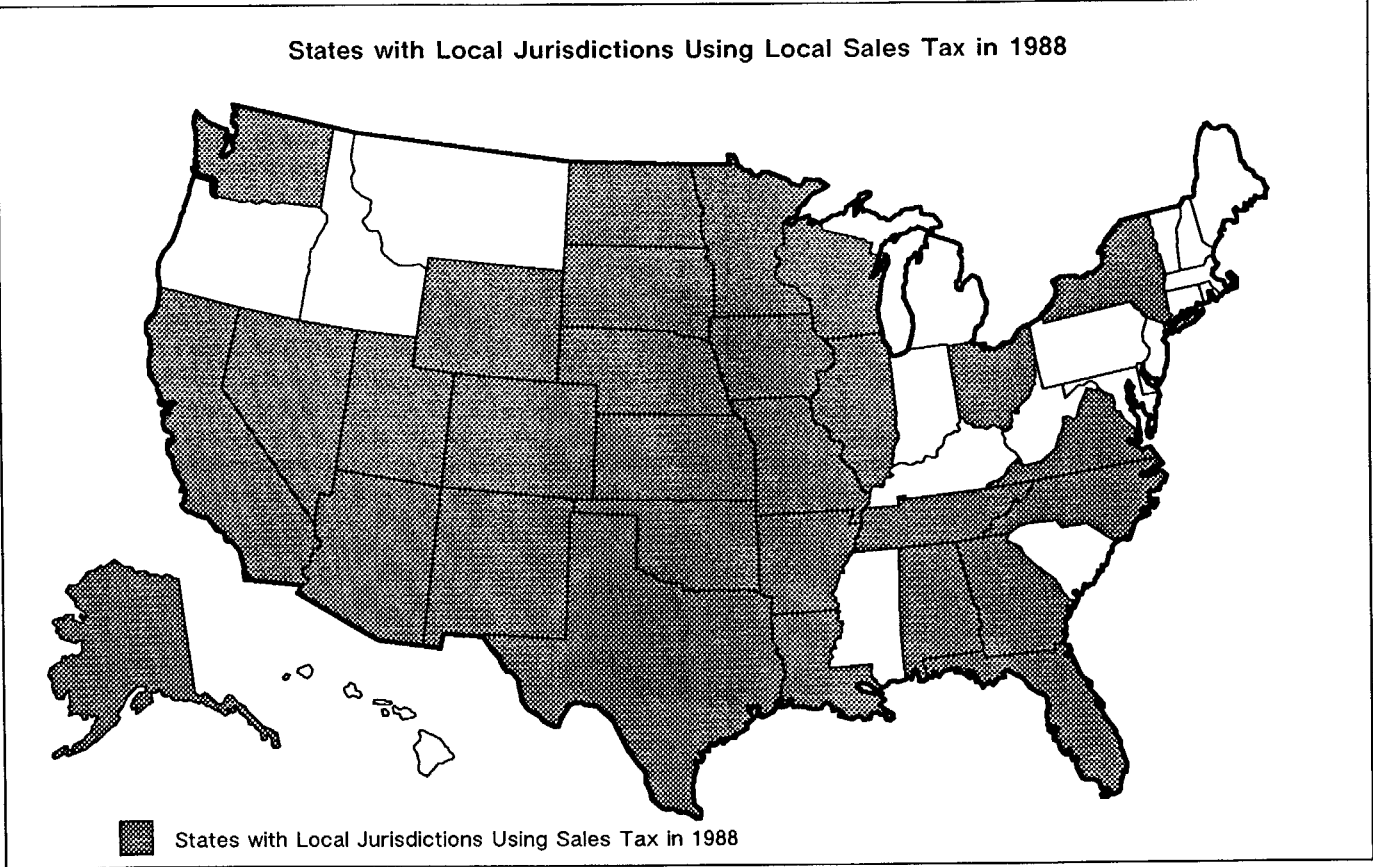 States with Local Jurisdictions Using Local Sales Tax in 1988
States with Local Jurisdictions Using Sales Tax in 1988